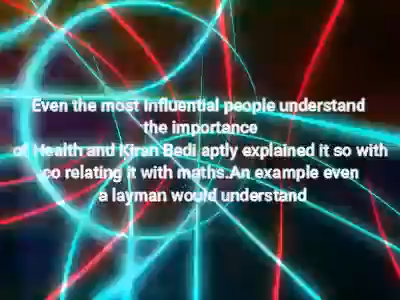 Even the most influential people understand
the importance
of Health and Kiran Bedi aptly explained it so with
co relating it with maths.An example even
a layman would understand